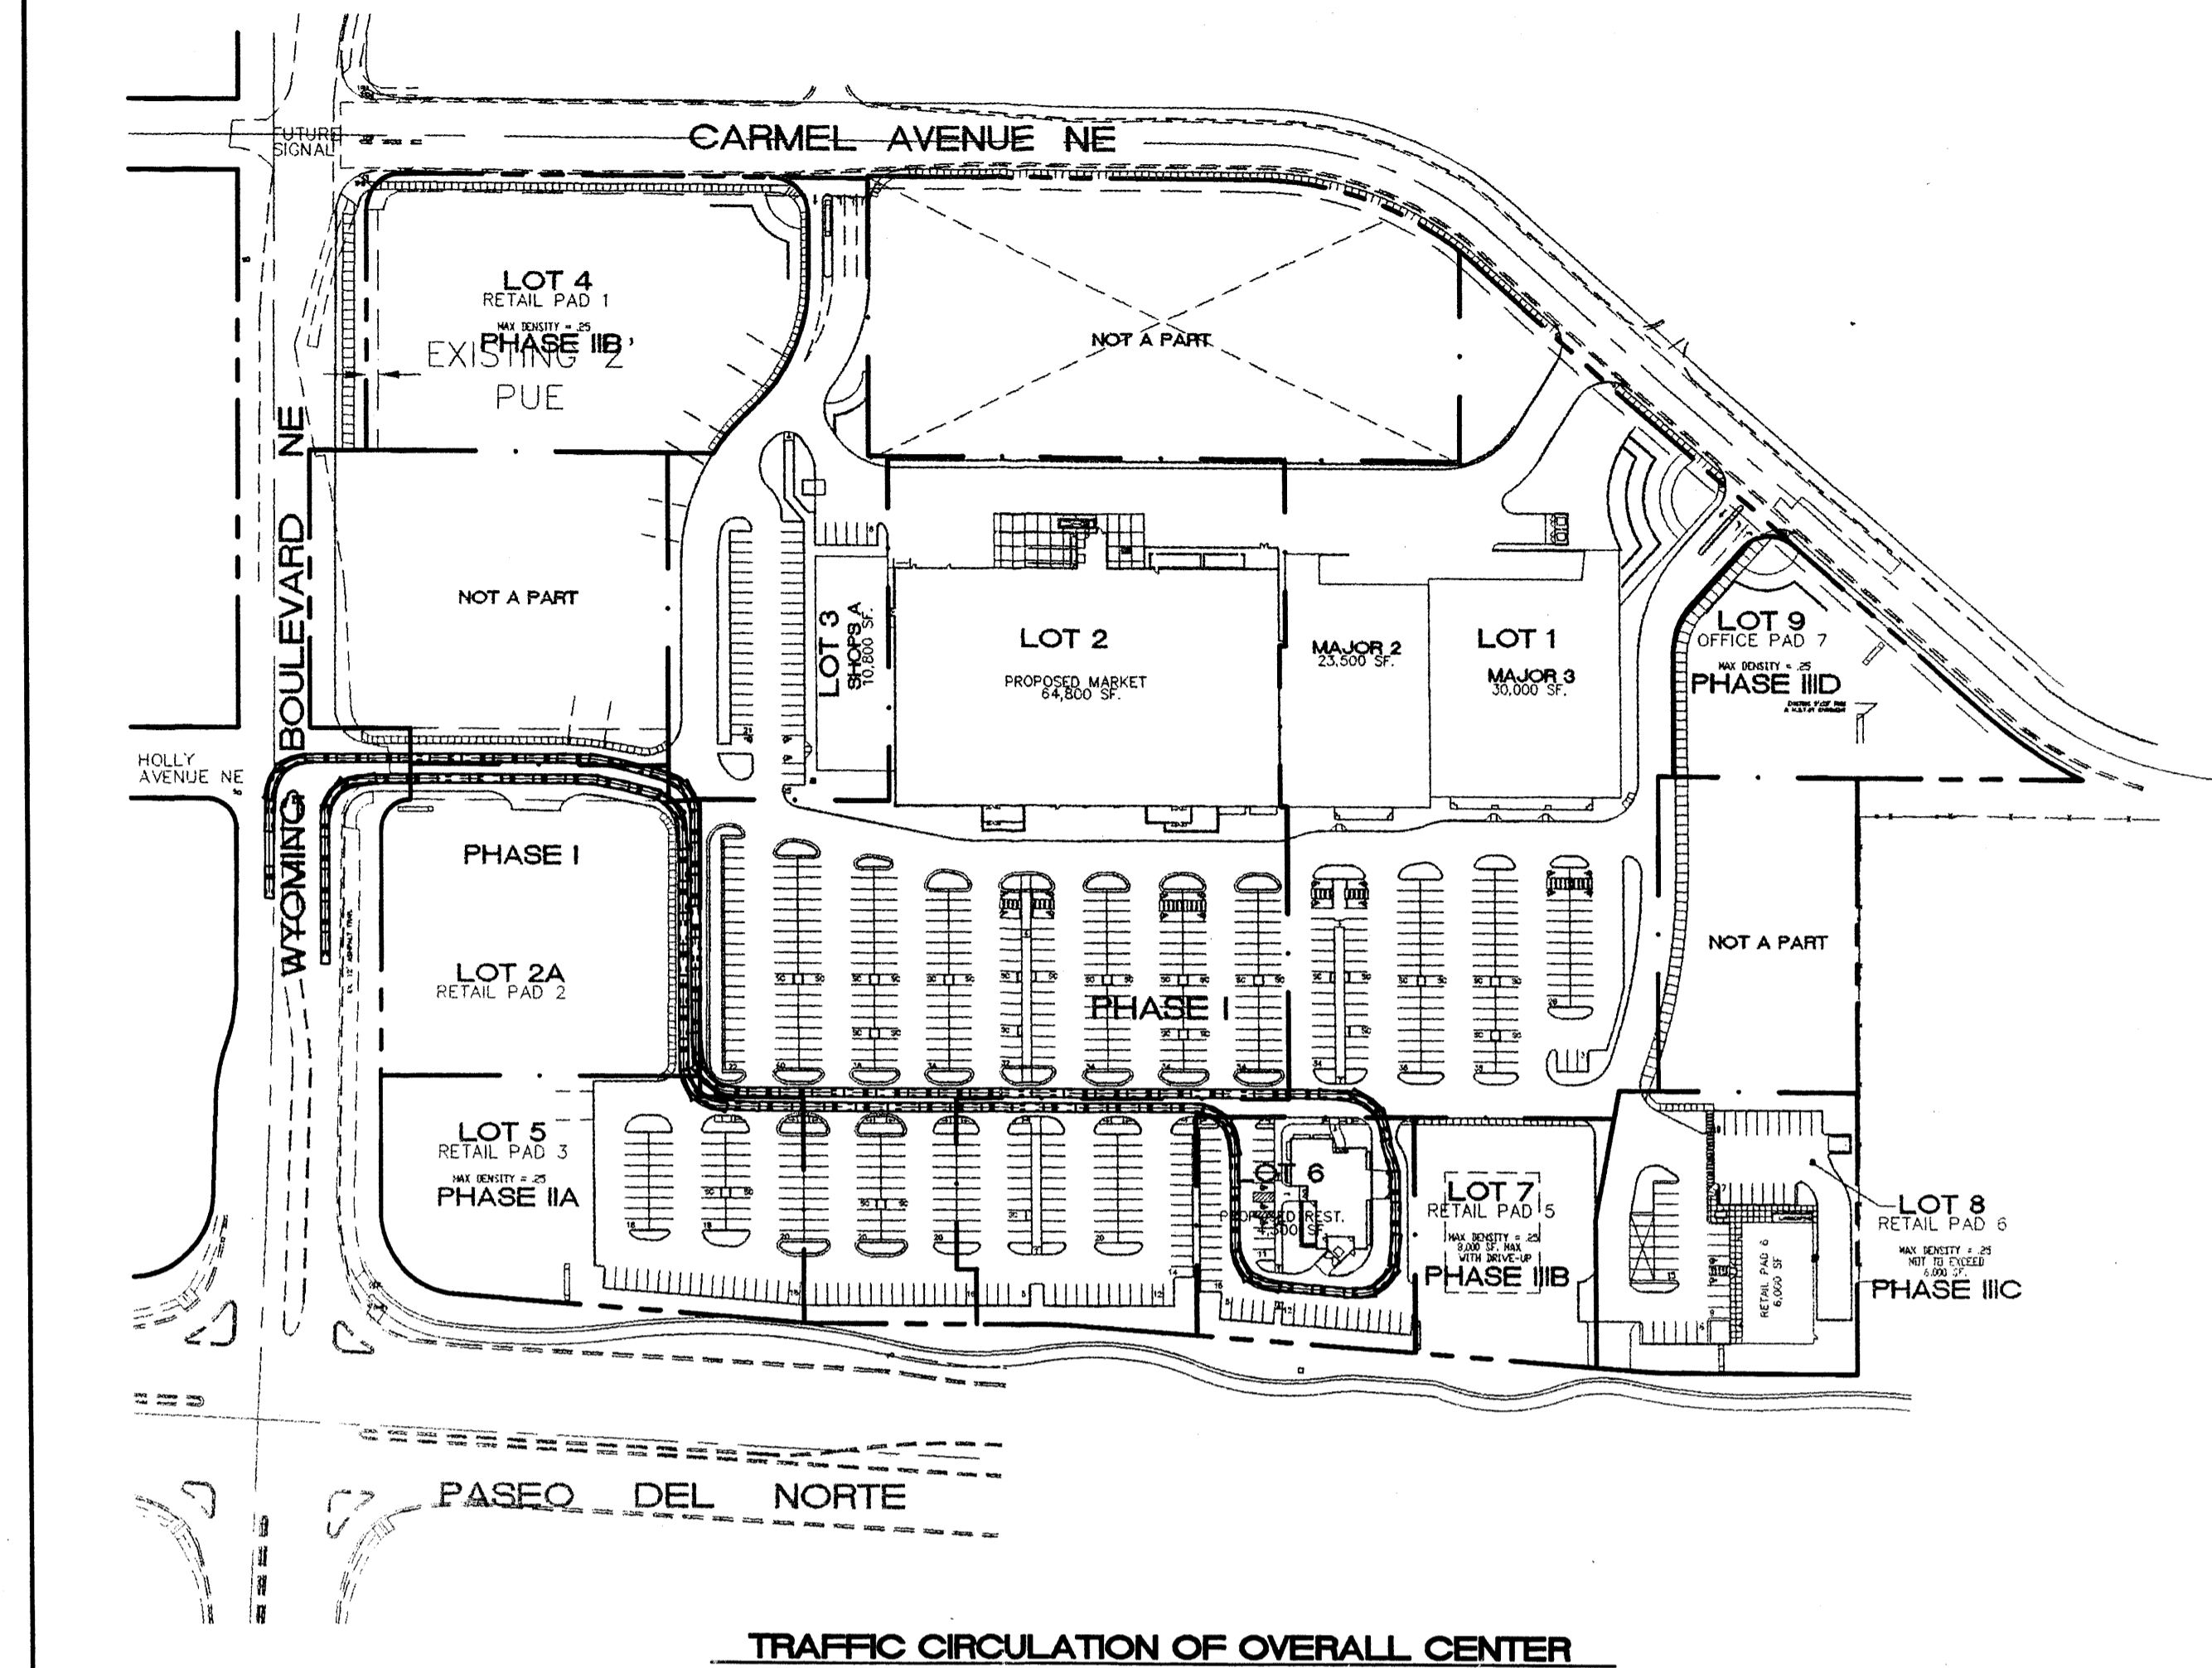 CARMEL AVENUE NE
FUTURE
SIGNAL
LOT 4
RETAIL PAD 1
MAX DENSITY = .25
PHASE IIB
EXISTING
PUE
NOT A PART
NOT A PART
WYOMING BOULEVARD NE
HOLLY
AVENUE NE
LOT 3
SHOPS A
10,800 SF.
LOT 2
PROPOSED MARKET
64,800 SF.
MAJOR 2
23,500 SF.
LOT 1
MAJOR 3
30,000 SF.
LOT 9
OFFICE PAD 7
MAX DENSITY = .25
PHASE IIID
PHASE I
LOT 2A
RETAIL PAD 2
PHASE I
NOT A PART
LOT 5
RETAIL PAD 3
MAX DENSITY = .25
PHASE IIA
LOT 6
REST.
LOT 7
RETAIL PAD 5
MAX DENSITY = .25
SF. MAX
WITH DRIVE-UP
PHASE IIIB
RETAIL PAD 6
6,000 SF
LOT 8
RETAIL PAD 6
MAX DENSITY = .25
NOT TO EXCEED
6,000 SF.
PHASE IIIC
PASEO DEL NORTE
TRAFFIC CIRCULATION OF OVERALL CENTER